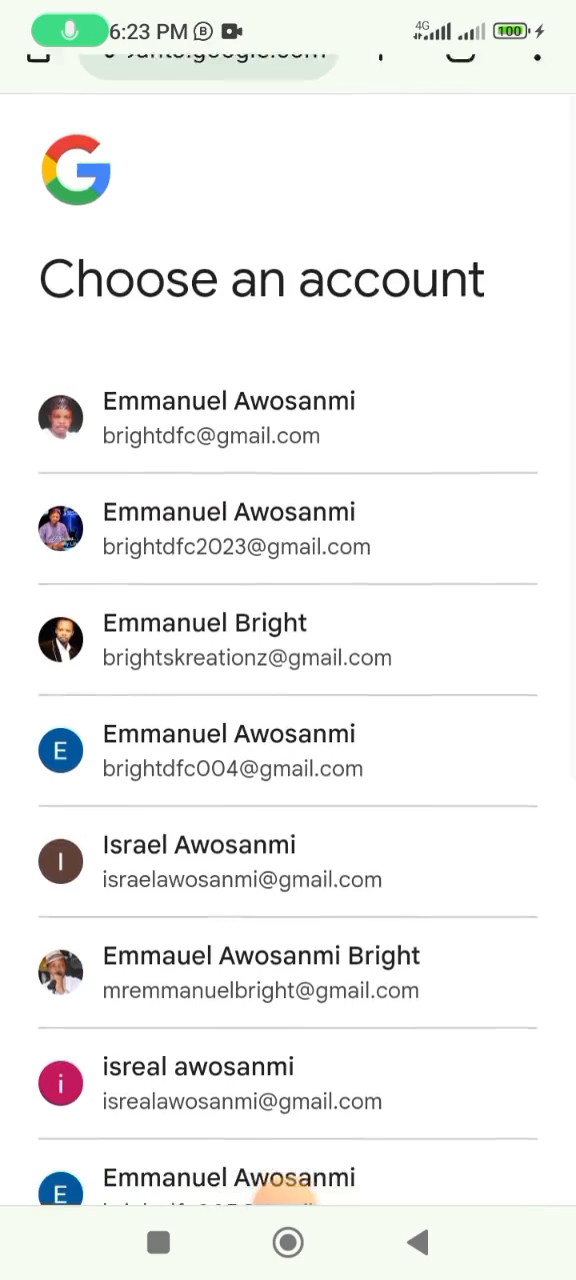 6:23 PM
4G
100
Choose an account
Emmanuel Awosanmi
brightdfc@gmail.com
Emmanuel Awosanmi
brightdfc2023@gmail.com
Emmanuel Bright
brightskreationz@gmail.com
E
Emmanuel Awosanmi
brightdfc004@gmail.com
I
Israel Awosanmi
israelawosanmi@gmail.com
Emmauel Awosanmi Bright
mremmanuelbright@gmail.com
i
isreal awosanmi
isrealawosanmi@gmail.com
E
Emmanuel Awosanmi